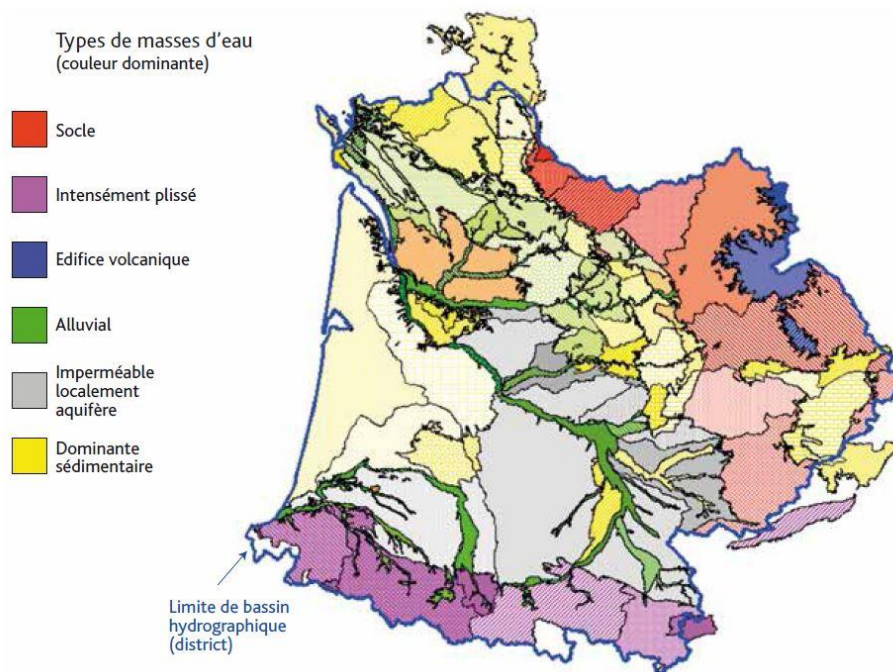 Types de masses d'eau
(couleur dominante)
Socle
Intensément plissé
Edifice volcanique
Alluvial
Imperméable
localement
aquifère
Dominante
sédimentaire
Limite de bassin
hydrographique
(district)